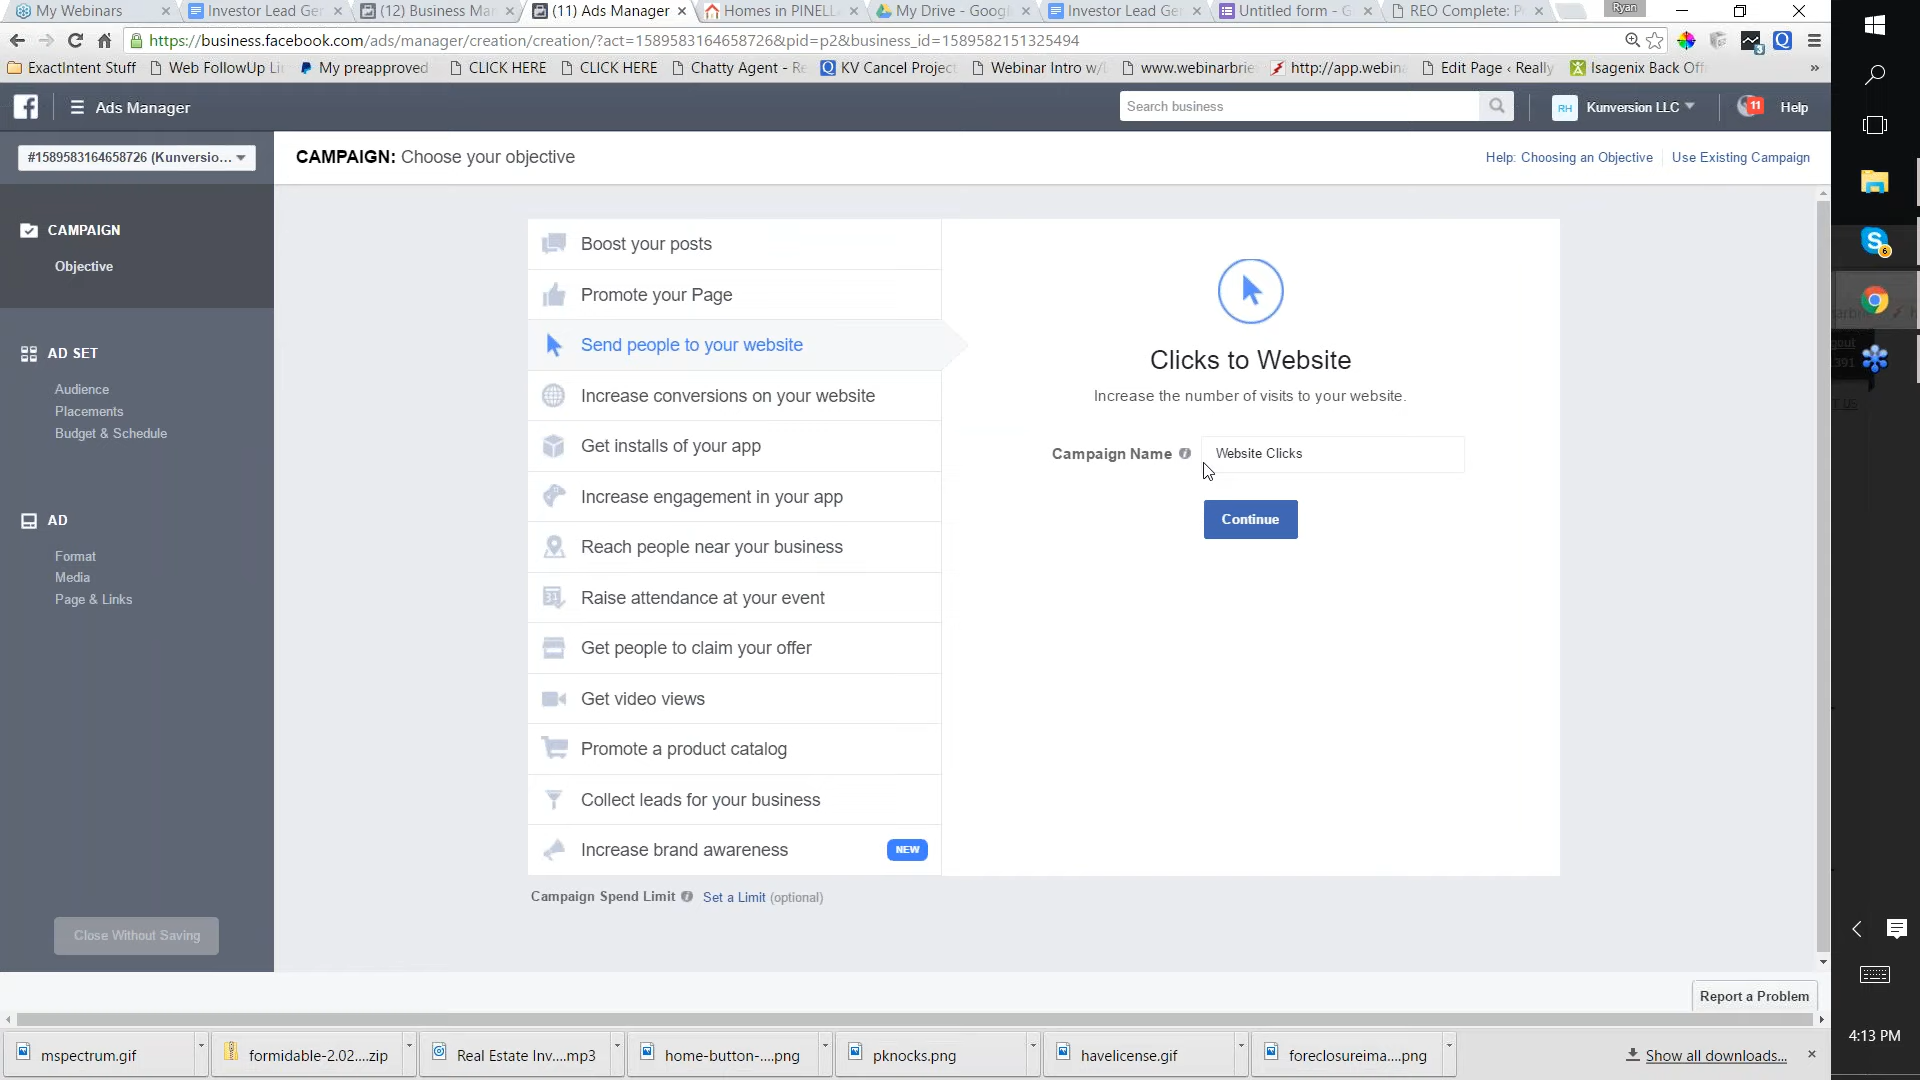 My Webinars
Investor Lead Ger
(12) Business Mar
(11) Ads Manager
Homes in PINELL
My Drive - Googl
Investor Lead Ger
Untitled form - G
REO Complete: P
Ryan
https://business.facebook.com/ads/manager/creation/creation/?act=1589583164658726&pid=p2&business_id=1589582151325494
ExactIntent Stuff
Web FollowUp Li
My preapproved
CLICK HERE
CLICK HERE
Chatty Agent - Re
KV Cancel Project
Webinar Intro w/
www.webinarbrie
http://app.webina
Edit Page ‹ Really
Isagenix Back Off
»
Ads Manager
Search business
RH
Kunversion LLC
11
Help
#1589583164658726 (Kunversio...
CAMPAIGN: Choose your objective
Help: Choosing an Objective
Use Existing Campaign
CAMPAIGN
Objective
AD SET
Audience
Placements
Budget & Schedule
AD
Format
Media
Page & Links
Close Without Saving
Boost your posts
Promote your Page
Send people to your website
Increase conversions on your website
Get installs of your app
Increase engagement in your app
Reach people near your business
31
Raise attendance at your event
Get people to claim your offer
Get video views
Promote a product catalog
Collect leads for your business
Increase brand awareness
NEW
Campaign Spend Limit
Set a Limit (optional)
Clicks to Website
Increase the number of visits to your website.
Campaign Name
Website Clicks
Continue
Report a Problem
mspectrum.gif
formidable-2.02....zip
Real Estate Inv....mp3
home-button-....png
pknocks.png
havelicense.gif
foreclosureima....png
Show all downloads...
6
4:13 PM